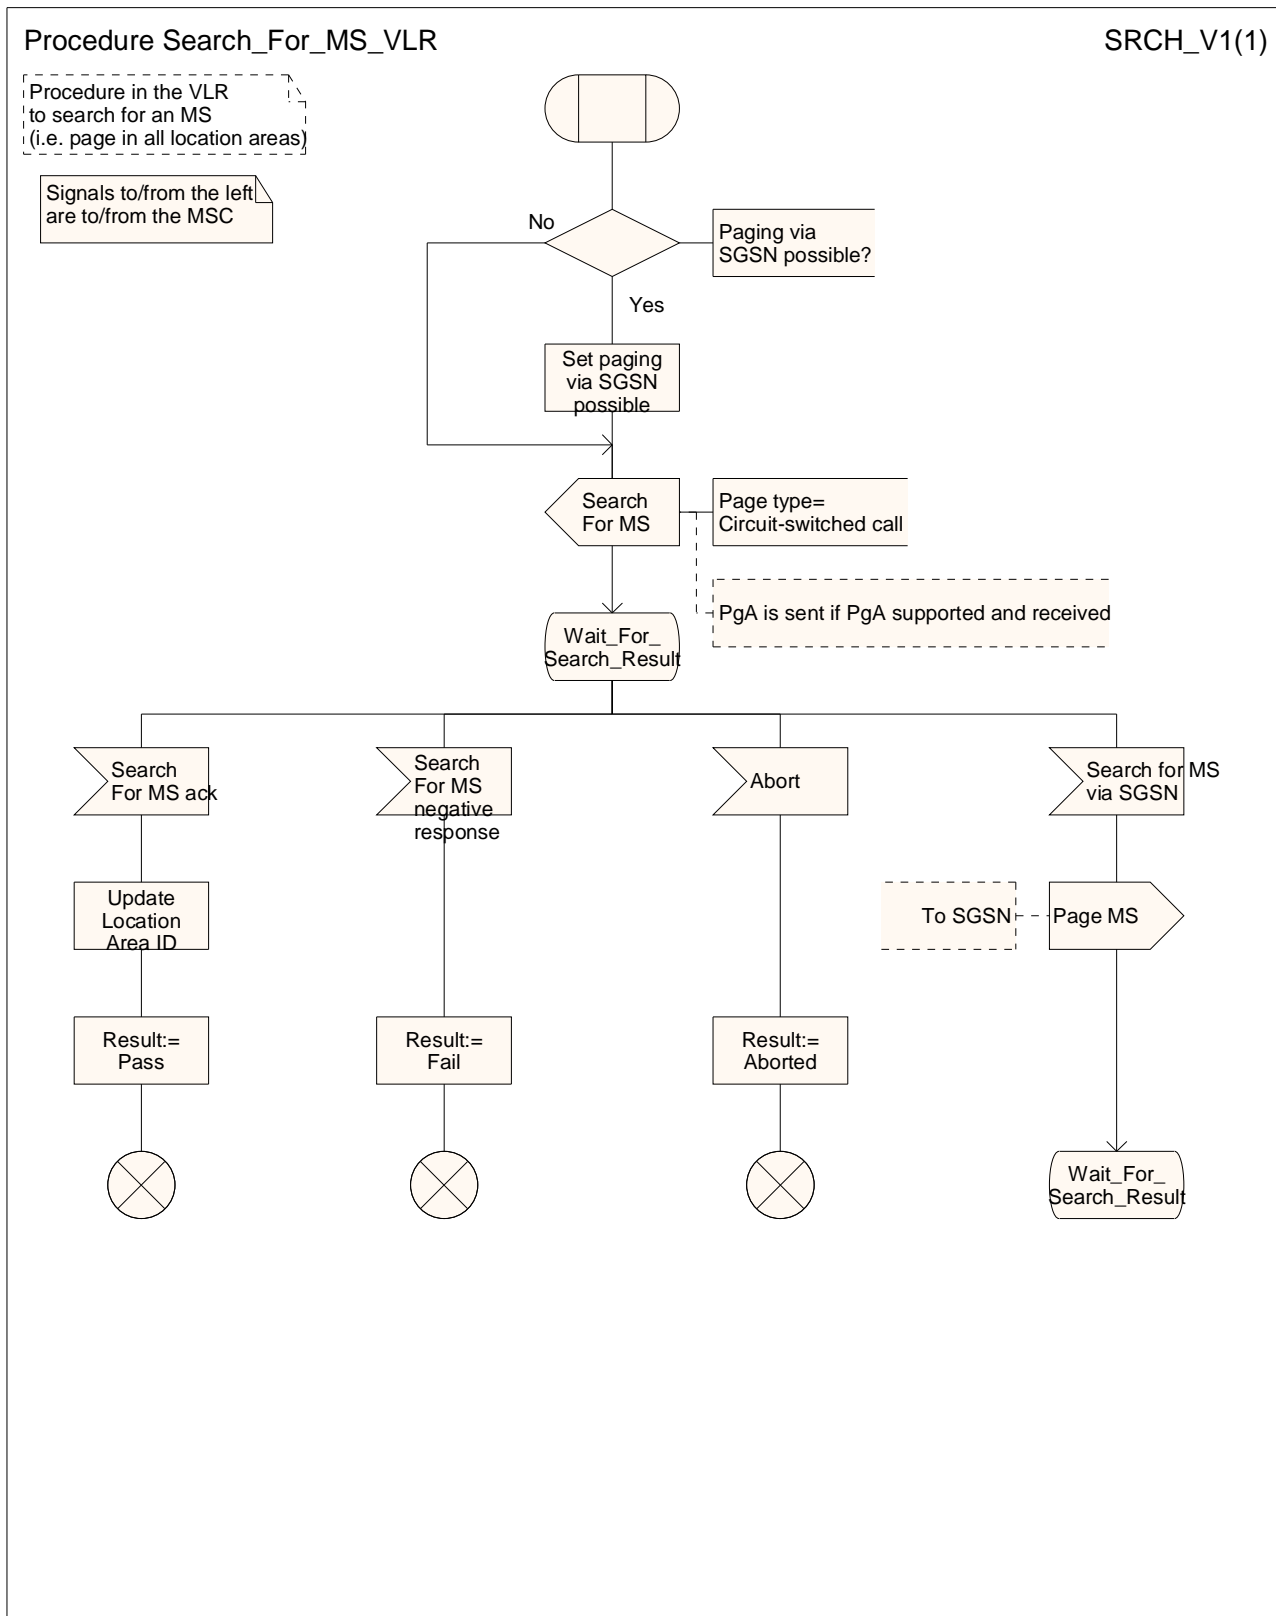 Procedure Search_For_MS_VLR
SRCH_V1(1)
Procedure in the VLR
to search for an MS
(i.e. page in all location areas)
Signals to/from the left
are to/from the MSC
No
Paging via
SGSN possible?
Yes
Set paging
via SGSN
possible
Search
For MS
Page type=
Circuit-switched call
PgA is sent if PgA supported and received
Wait_For_
Search_Result
Search
For MS ack
Search
For MS
negative
response
Abort
Search for MS
via SGSN
Update
Location
Area ID
To SGSN
Page MS
Result:=
Pass
Result:=
Fail
Result:=
Aborted
Wait_For_
Search_Result